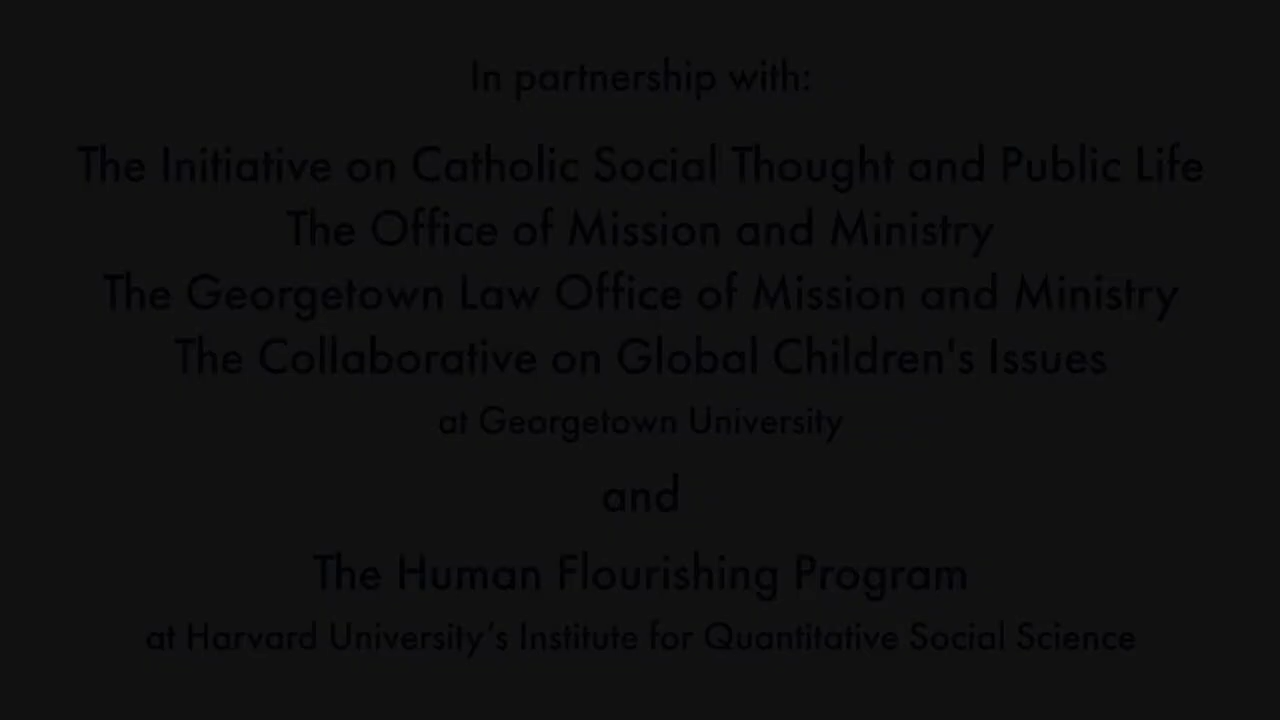 In partnership with:
The Initiative on Catholic Social Thought and Public Life
The Office of Mission and Ministry
The Georgetown Law Office of Mission and Ministry
The Collaborative on Global Children's Issues
at Georgetown University
and
The Human Flourishing Program
at Harvard University’s Institute for Quantitative Social Science